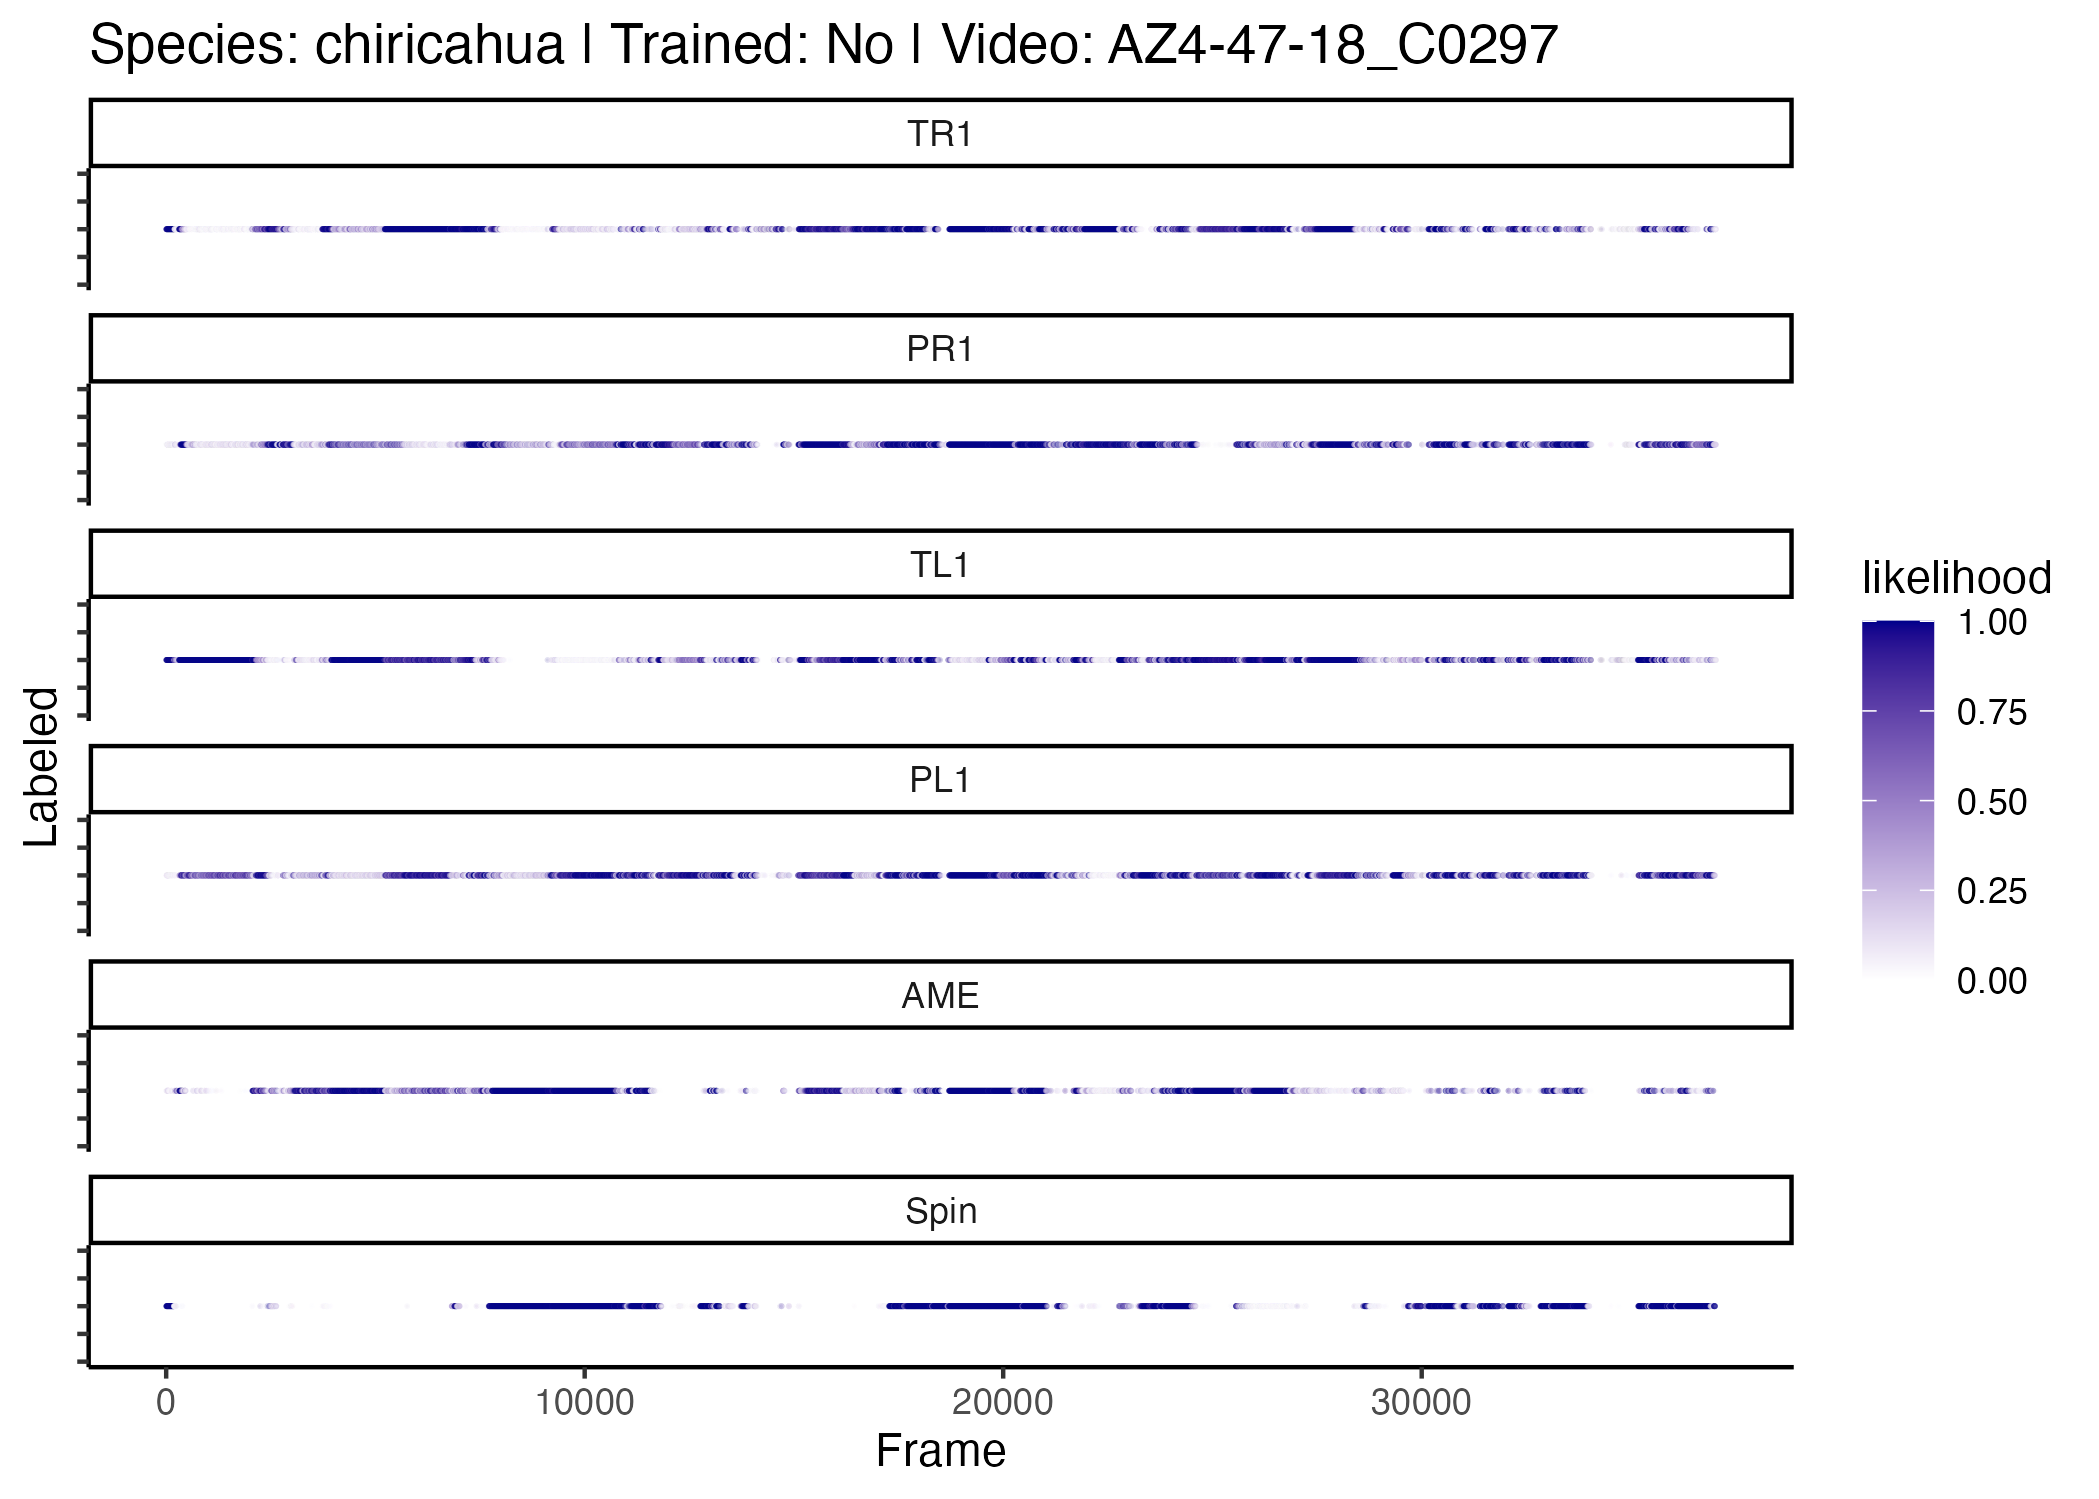 Species: chiricahua | Trained: No | Video: AZ4-47-18_C0297
TR1
PR1
TL1
PL1
AME
Spin
Labeled
0
10000
20000
30000
Frame
likelihood
1.00
0.75
0.50
0.25
0.00